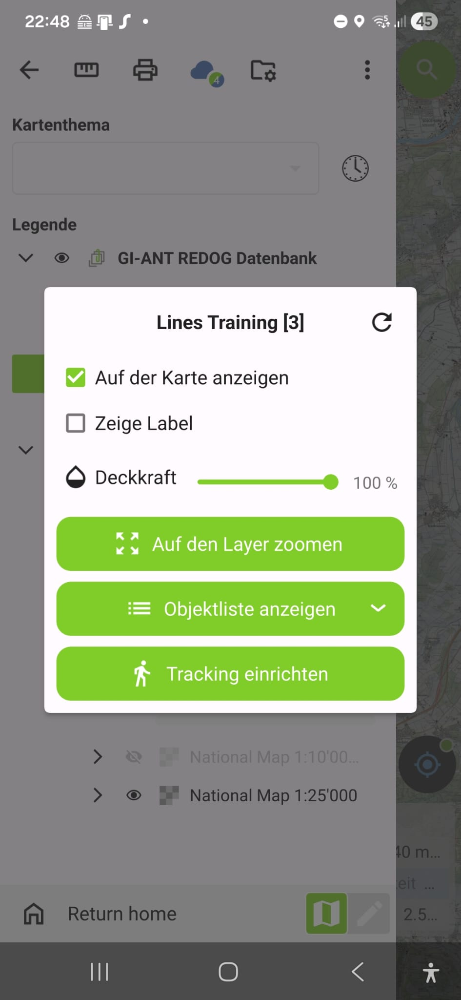 22:48
5
45
4
Kartenthema
Legende
GI-ANT REDOG Datenbank
Lines Training [3]
Auf der Karte anzeigen
Zeige Label
Deckkraft
100 %
Auf den Layer zoomen
Objektliste anzeigen
Tracking einrichten
National Map 1:10'00...
National Map 1:25'000
40 m...
eit ...
2.5...
Return home